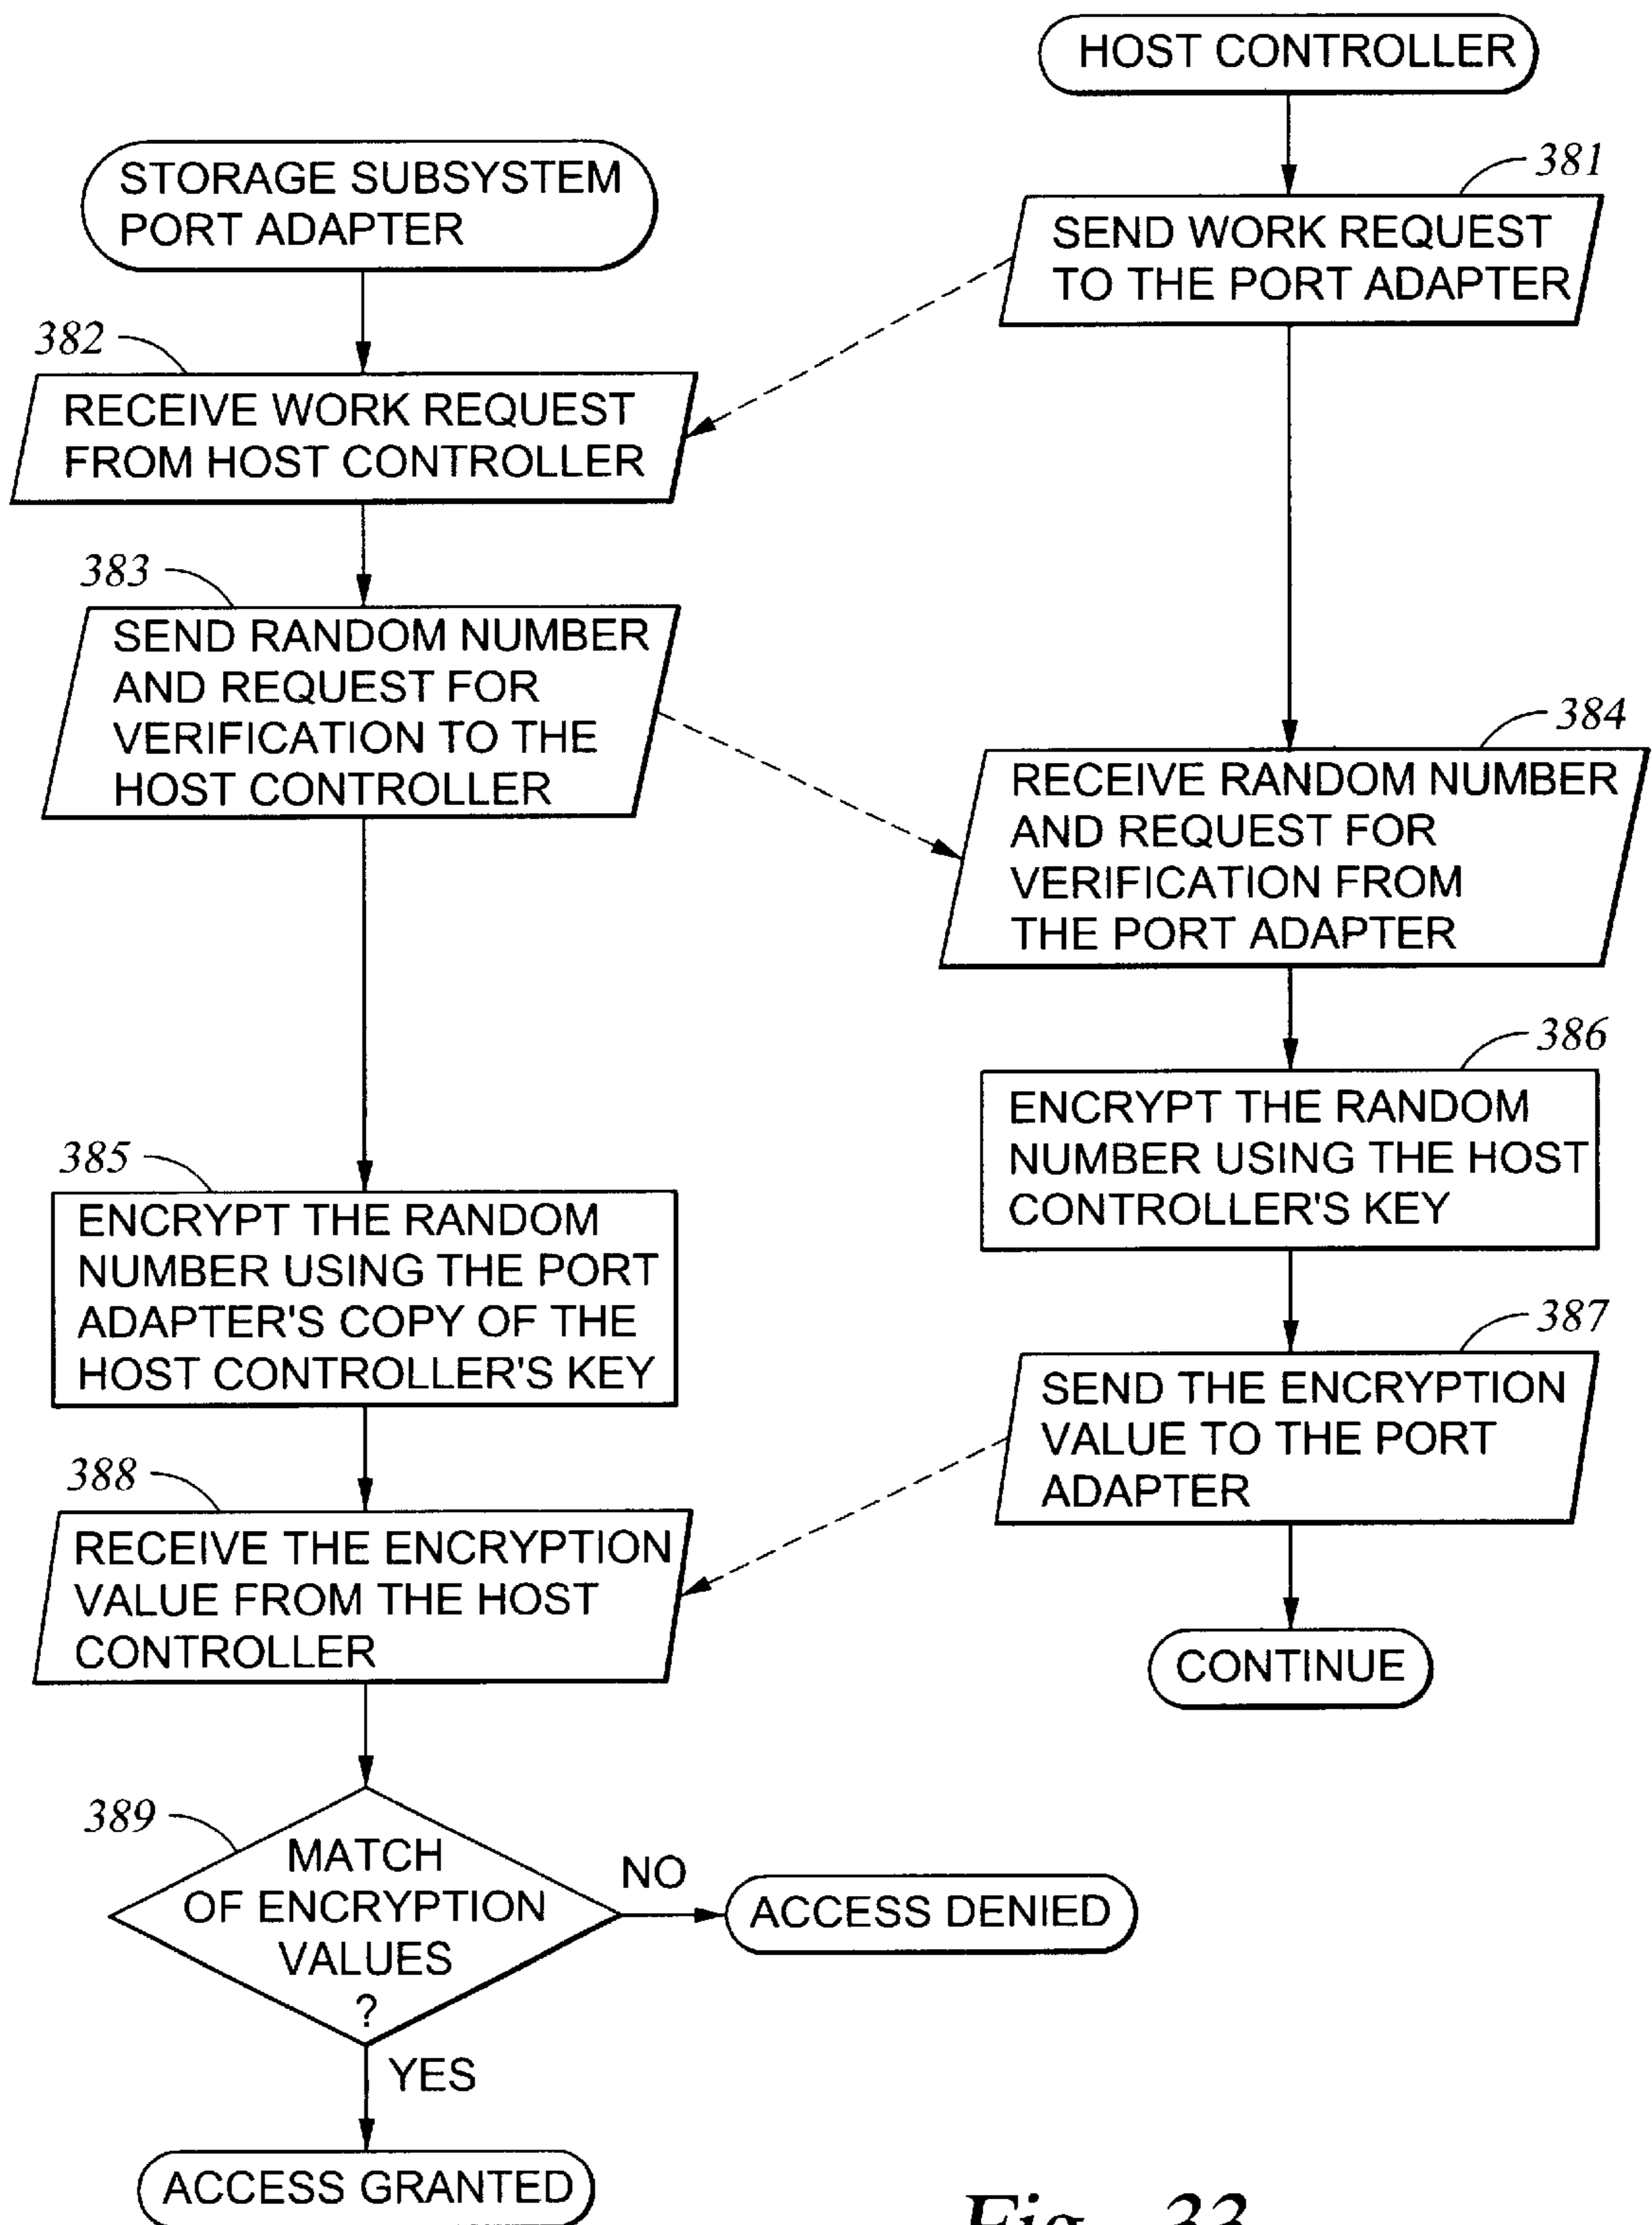 HOST CONTROLLER
STORAGE SUBSYSTEM
PORT ADAPTER
381
SEND WORK REQUEST
TO THE PORT ADAPTER
382
RECEIVE WORK REQUEST
FROM HOST CONTROLLER
383
SEND RANDOM NUMBER
AND REQUEST FOR
VERIFICATION TO THE
HOST CONTROLLER
384
RECEIVE RANDOM NUMBER
AND REQUEST FOR
VERIFICATION FROM
THE PORT ADAPTER
386
ENCRYPT THE RANDOM
NUMBER USING THE HOST
CONTROLLER'S KEY
385
ENCRYPT THE RANDOM
NUMBER USING THE PORT
ADAPTER'S COPY OF THE
HOST CONTROLLER'S KEY
387
SEND THE ENCRYPTION
VALUE TO THE PORT
ADAPTER
388
RECEIVE THE ENCRYPTION
VALUE FROM THE HOST
CONTROLLER
CONTINUE
389
MATCH
OF ENCRYPTION
VALUES
?
NO
ACCESS DENIED
YES
ACCESS GRANTED
Fig. 33